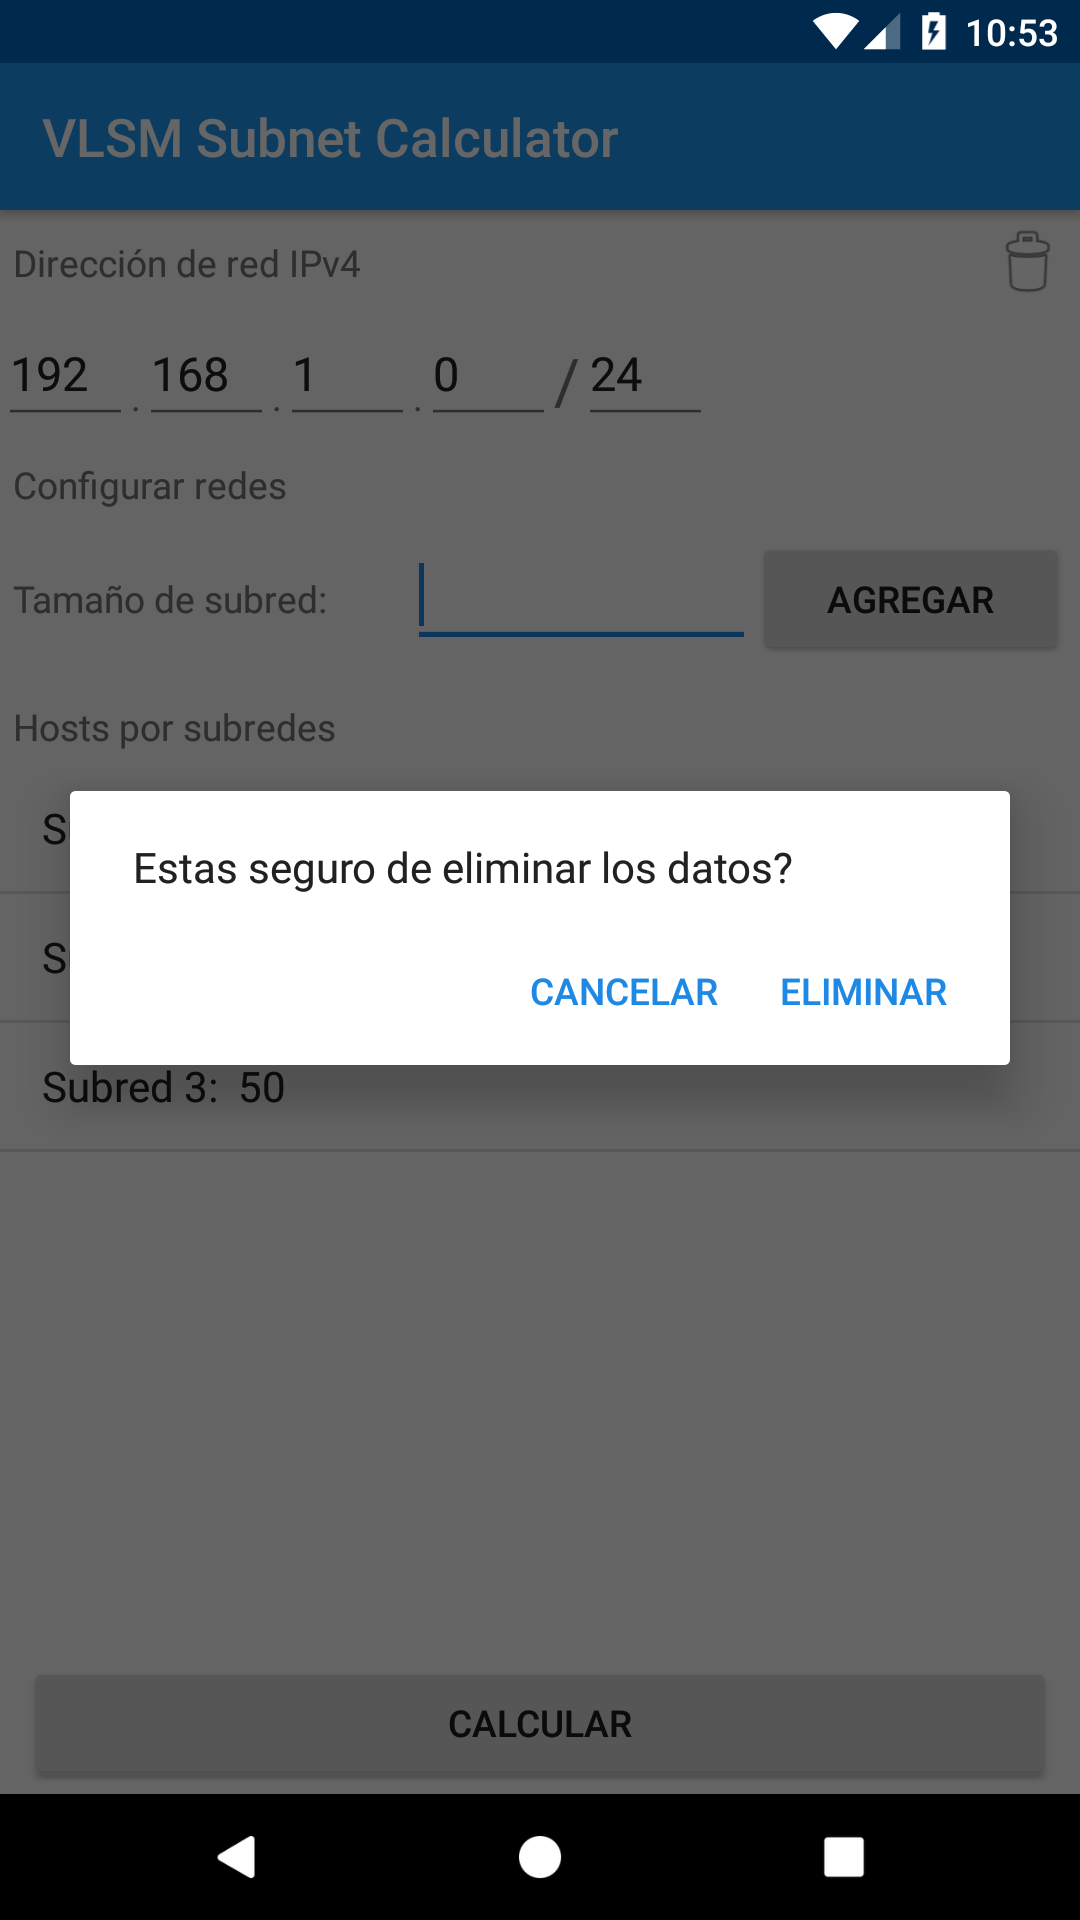 10:53
VLSM Subnet Calculator
Dirección de red IPv4
192 . 168 . 1 . 0 / 24
Configurar redes
Tamaño de subred: AGREGAR
Hosts por subredes
S
Estas seguro de eliminar los datos?
S
CANCELAR ELIMINAR
Subred 3: 50
CALCULAR